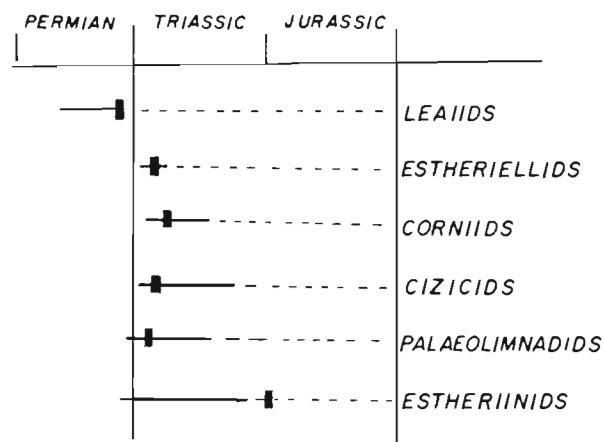 PERMIAN TRIASSIC JURASSIC
LEAIIDS
ESTHERIELLIDS
CORNIIDS
CIZICIDS
PALAEOLIMNADIDS
ESTHERIINIDS